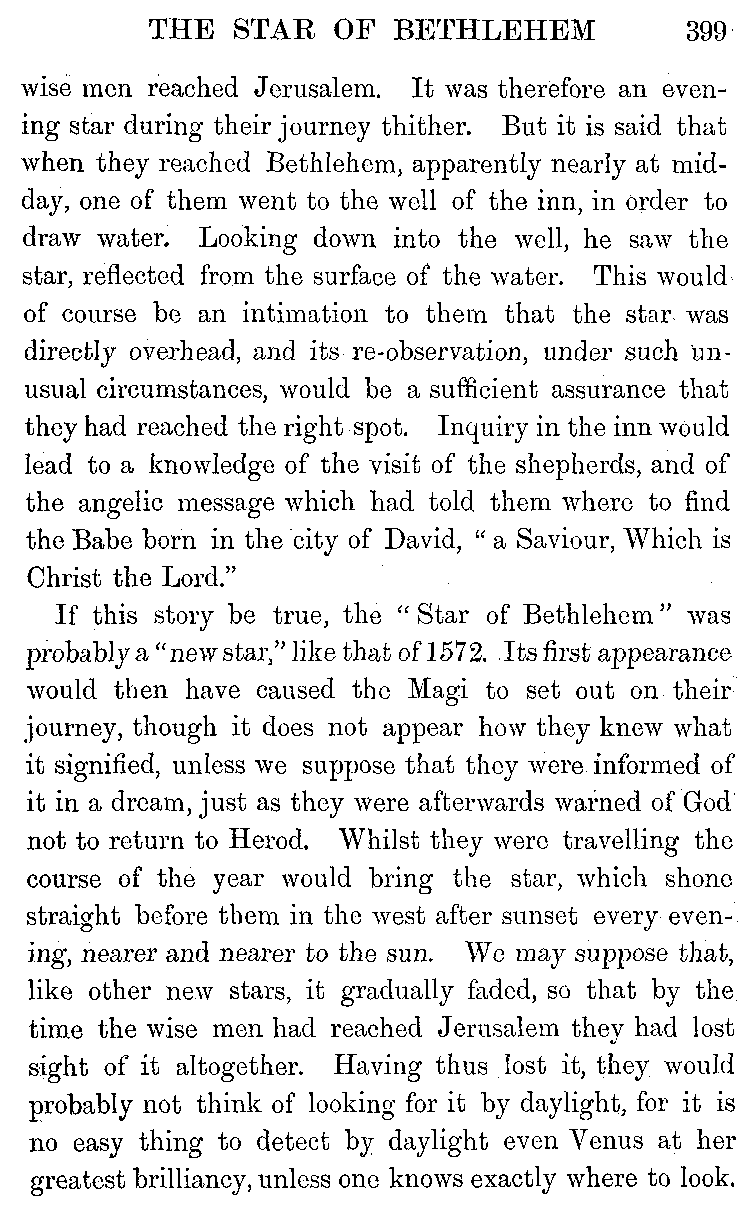 THE STAR OF BETHLEHEM 399
wise men reached Jerusalem. It was therefore an even-
ing star during their journey thither. But it is said that
when they reached Bethlehem, apparently nearly at mid-
day, one of them went to the well of the inn, in order to
draw water. Looking down into the well, he saw the
star, reflected from the surface of the water. This would
of course be an intimation to them that the star was
directly overhead, and its re-observation, under such un-
usual circumstances, would be a sufficient assurance that
they had reached the right spot. Inquiry in the inn would
lead to a knowledge of the visit of the shepherds, and of
the angelic message which had told them where to find
the Babe born in the city of David, “a Saviour, Which is
Christ the Lord.”
If this story be true, the “Star of Bethlehem” was
probably a “new star,” like that of 1572. Its first appearance
would then have caused the Magi to set out on their
journey, though it does not appear how they knew what
it signified, unless we suppose that they were informed of
it in a dream, just as they were afterwards warned of God
not to return to Herod. Whilst they were travelling the
course of the year would bring the star, which shone
straight before them in the west after sunset every even-
ing, nearer and nearer to the sun. We may suppose that,
like other new stars, it gradually faded, so that by the
time the wise men had reached Jerusalem they had lost
sight of it altogether. Having thus lost it, they would
probably not think of looking for it by daylight, for it is
no easy thing to detect by daylight even Venus at her
greatest brilliancy, unless one knows exactly where to look.